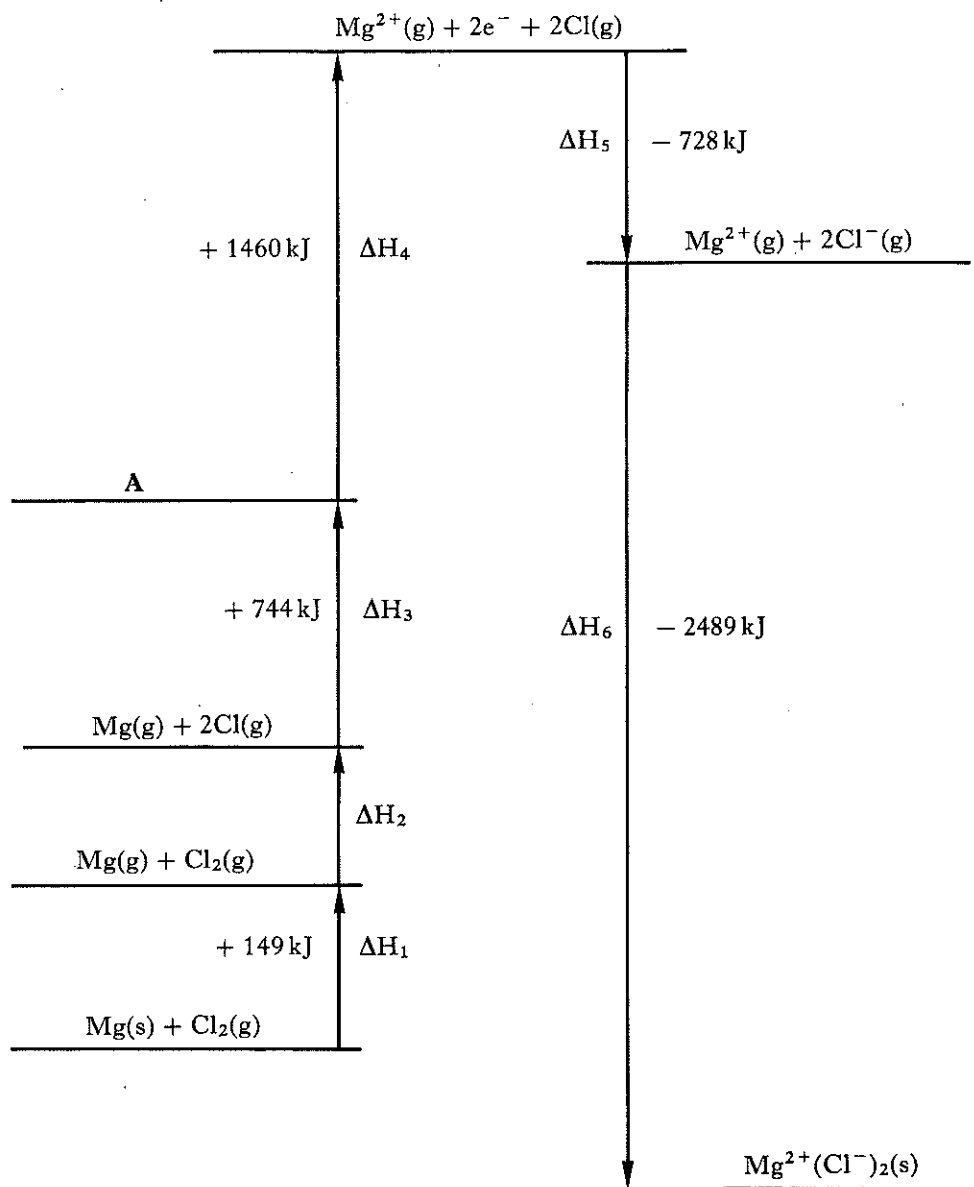 Mg²⁺(g) + 2e⁻ + 2Cl(g)
ΔH₅ − 728 kJ
+ 1460 kJ ΔH₄
Mg²⁺(g) + 2Cl⁻(g)
A
+ 744 kJ ΔH₃
ΔH₆ − 2489 kJ
Mg(g) + 2Cl(g)
ΔH₂
Mg(g) + Cl₂(g)
+ 149 kJ ΔH₁
Mg(s) + Cl₂(g)
Mg²⁺(Cl⁻)₂(s)